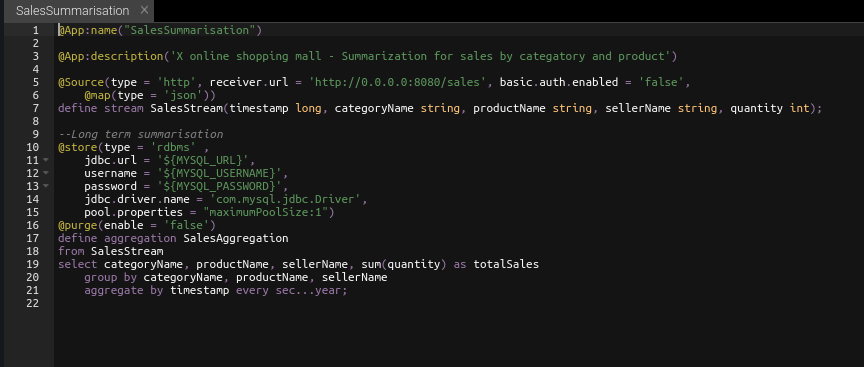 SalesSummarisation ×
1 @App:name("SalesSummarisation")
2
3 @App:description('X online shopping mall - Summarization for sales by categatory and product')
4
5 @Source(type = 'http', receiver.url = 'http://0.0.0.0:8080/sales', basic.auth.enabled = 'false',
6     @map(type = 'json'))
7 define stream SalesStream(timestamp long, categoryName string, productName string, sellerName string, quantity int);
8
9 --Long term summarisation
10 @store(type = 'rdbms' ,
11     jdbc.url = '${MYSQL_URL}',
12     username = '${MYSQL_USERNAME}',
13     password = '${MYSQL_PASSWORD}',
14     jdbc.driver.name = 'com.mysql.jdbc.Driver',
15     pool.properties = "maximumPoolSize:1")
16 @purge(enable = 'false')
17 define aggregation SalesAggregation
18 from SalesStream
19 select categoryName, productName, sellerName, sum(quantity) as totalSales
20     group by categoryName, productName, sellerName
21     aggregate by timestamp every sec...year;
22